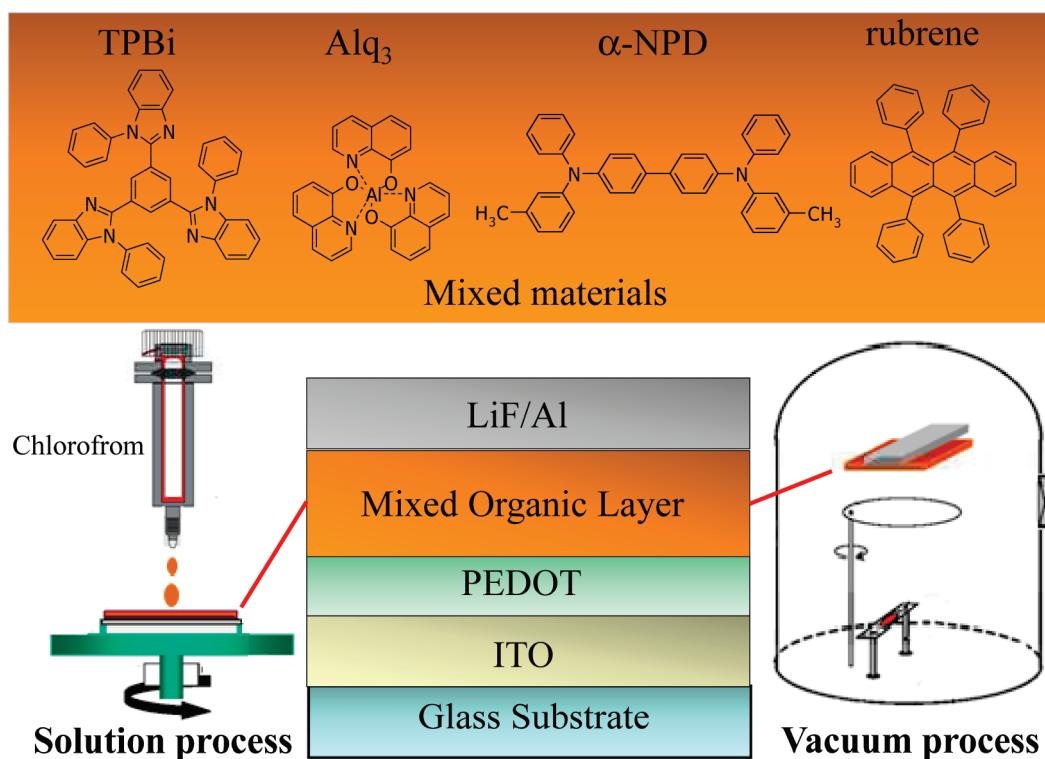 TPBi
Alq₃
α-NPD
rubrene
N
N
N
N
N
N
N
O
Al
O
N
O
N
N
N
H₃C
CH₃
Mixed materials
Chlorofrom
LiF/Al
Mixed Organic Layer
PEDOT
ITO
Glass Substrate
Solution process
Vacuum process